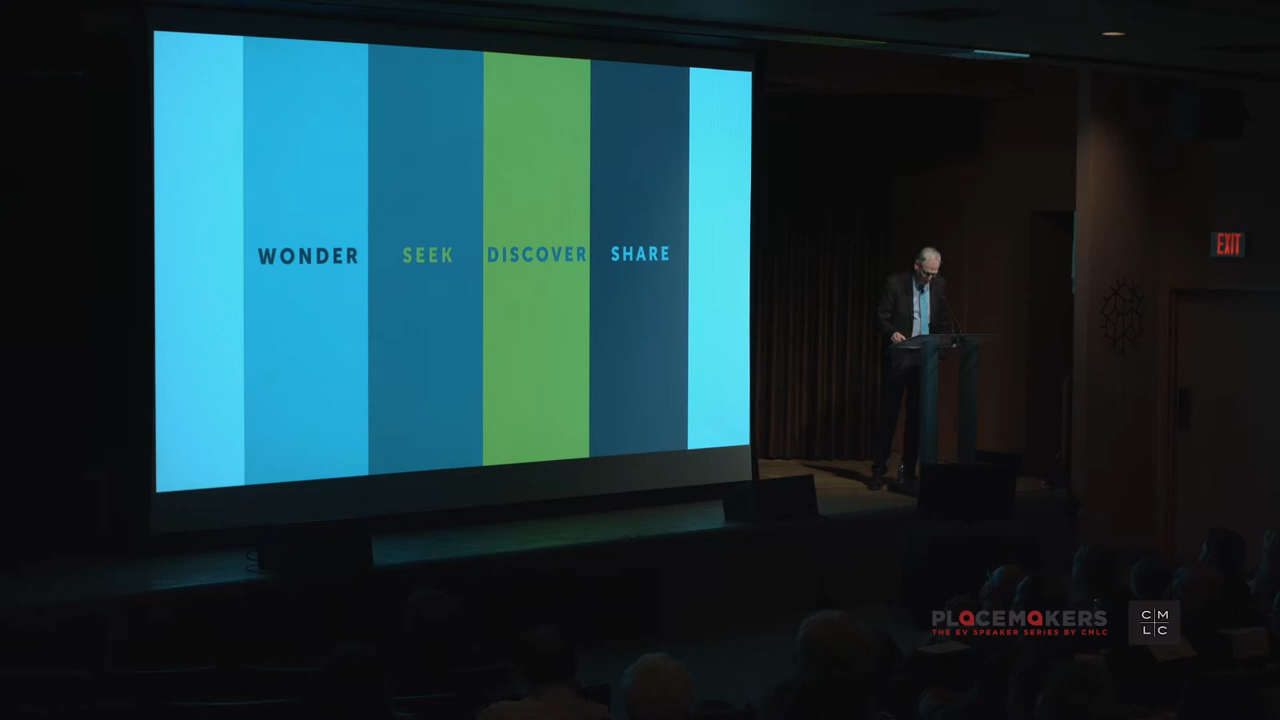 WONDER SEEK DISCOVER SHARE
EXIT
PLACEMAKERS
THE EV SPEAKER SERIES BY CMLC
CM
LC